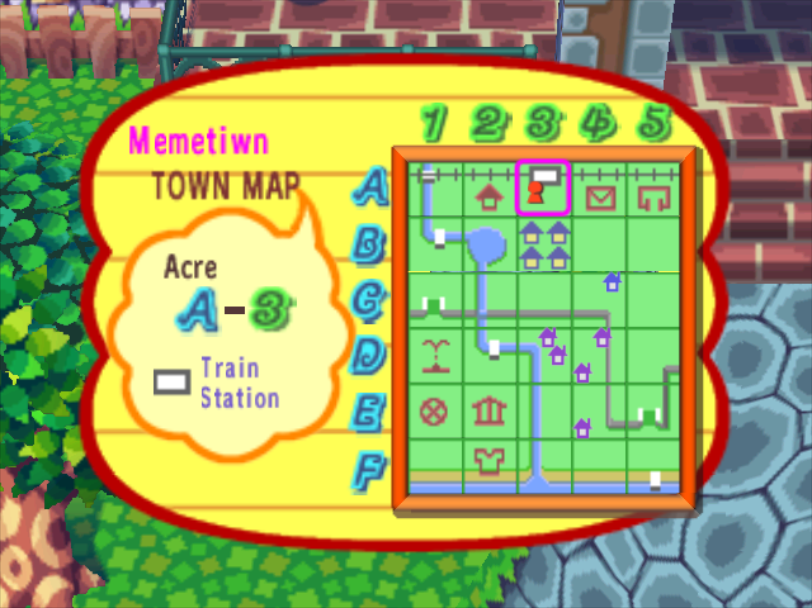 1 2 3 4 5
Memetiwn
TOWN MAP
A
B
C
D
E
F
Acre
A-3
Train
Station